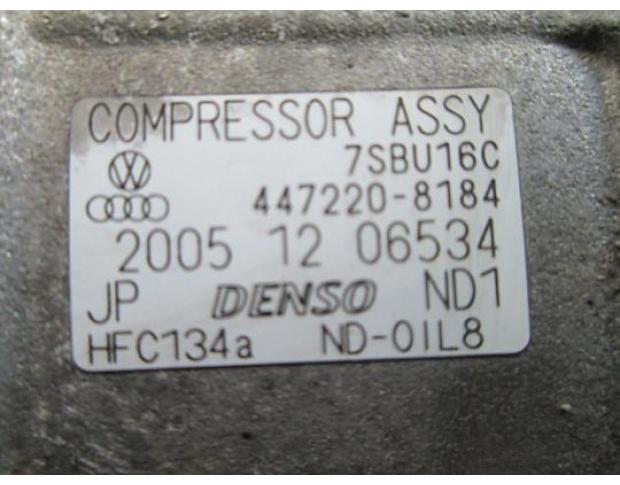 COMPRESSOR ASSY
7SBU16C
447220-8184
2005 12 06534
JP DENSO ND1
HFC134a ND-OIL8